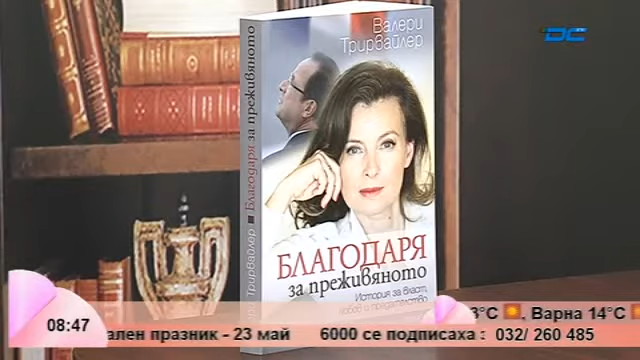 DC
Валери
Трирвайлер
Трирвайлер Благодаря за преживяното
БЛАГОДАРЯ
за преживяното
История за власт,
любов и предателство
3°C , Варна 14°C
08:47
ален празник - 23 май 6000 се подписаха з 032/ 260 485